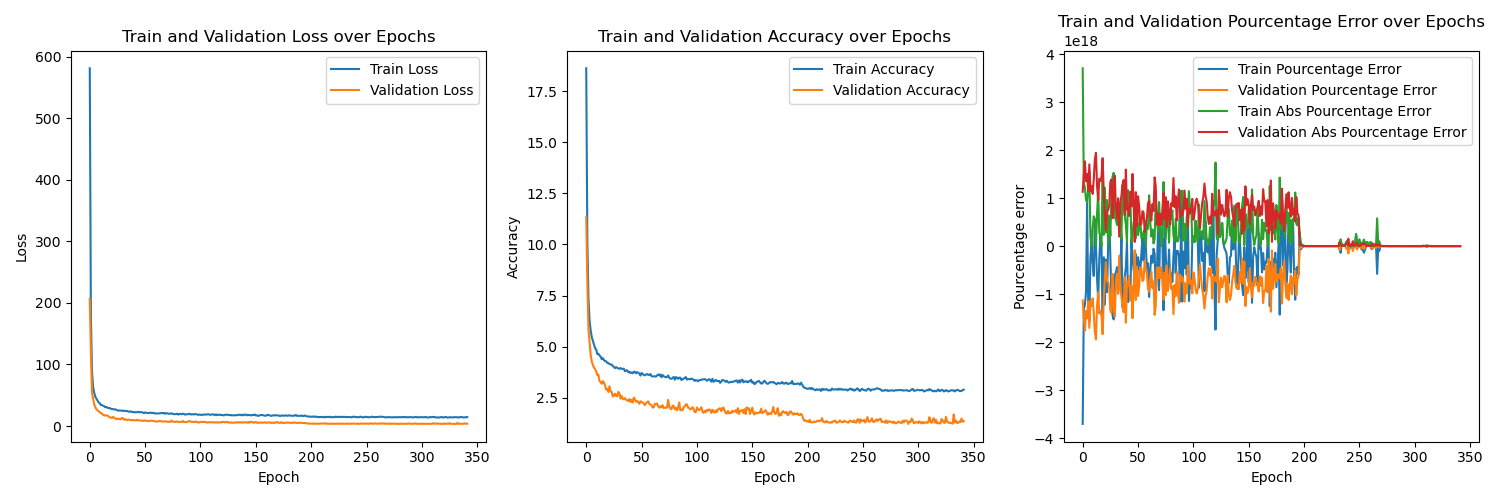 Train and Validation Loss over Epochs
Train Loss
Validation Loss
600
500
400
300
200
100
0
Loss
0 50 100 150 200 250 300 350
Epoch
Train and Validation Accuracy over Epochs
Train Accuracy
Validation Accuracy
17.5
15.0
12.5
10.0
7.5
5.0
2.5
Accuracy
0 50 100 150 200 250 300 350
Epoch
Train and Validation Pourcentage Error over Epochs
1e18
Train Pourcentage Error
Validation Pourcentage Error
Train Abs Pourcentage Error
Validation Abs Pourcentage Error
4
3
2
1
0
−1
−2
−3
−4
Pourcentage error
0 50 100 150 200 250 300 350
Epoch